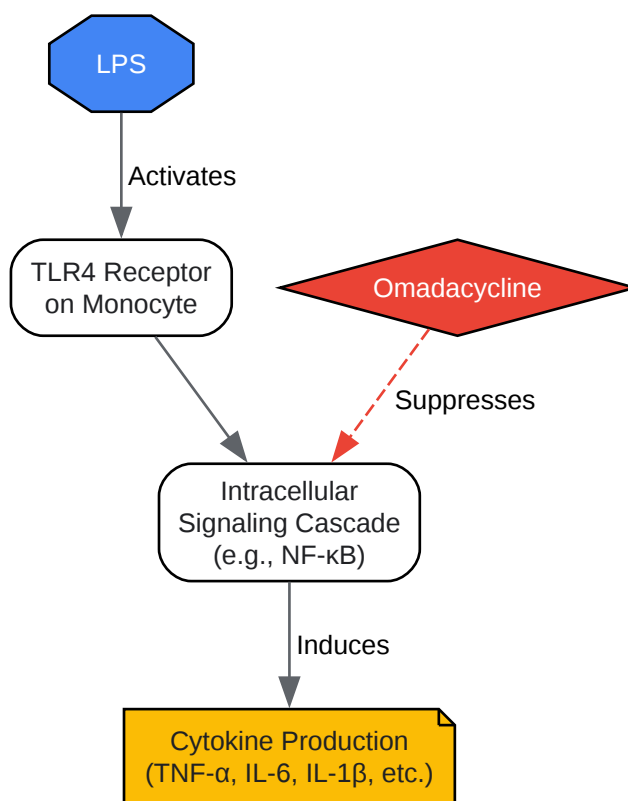 LPS
Activates
TLR4 Receptor
on Monocyte
Omadacycline
Suppresses
Intracellular
Signaling Cascade
(e.g., NF-κB)
Induces
Cytokine Production
(TNF-α, IL-6, IL-1β, etc.)